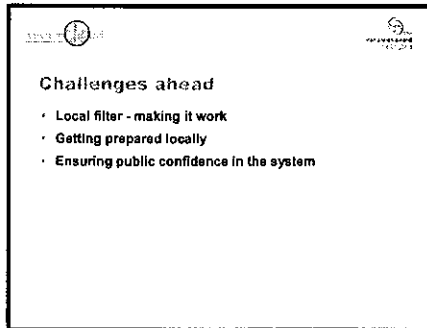 Challenges ahead
· Local filter - making it work
· Getting prepared locally
· Ensuring public confidence in the system